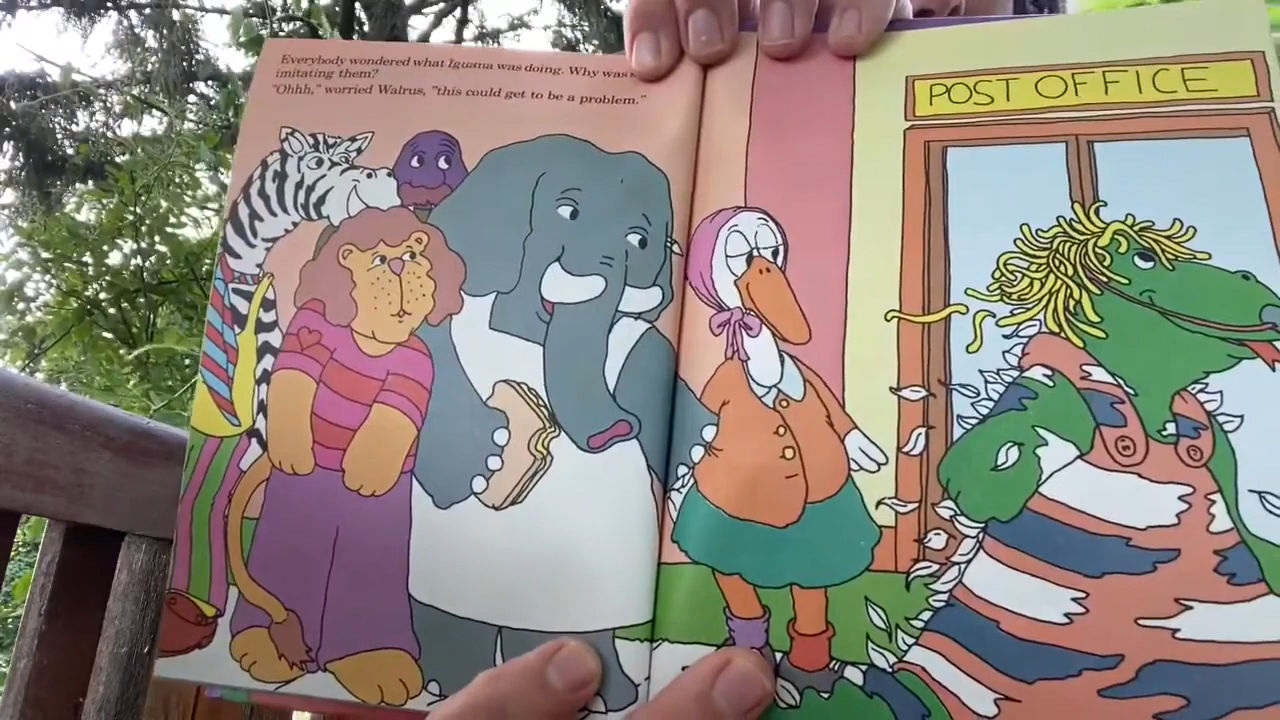 Everybody wondered what Iguana was doing. Why was
imitating them?
"Ohhh," worried Walrus, "this could get to be a problem."
POST OFFICE